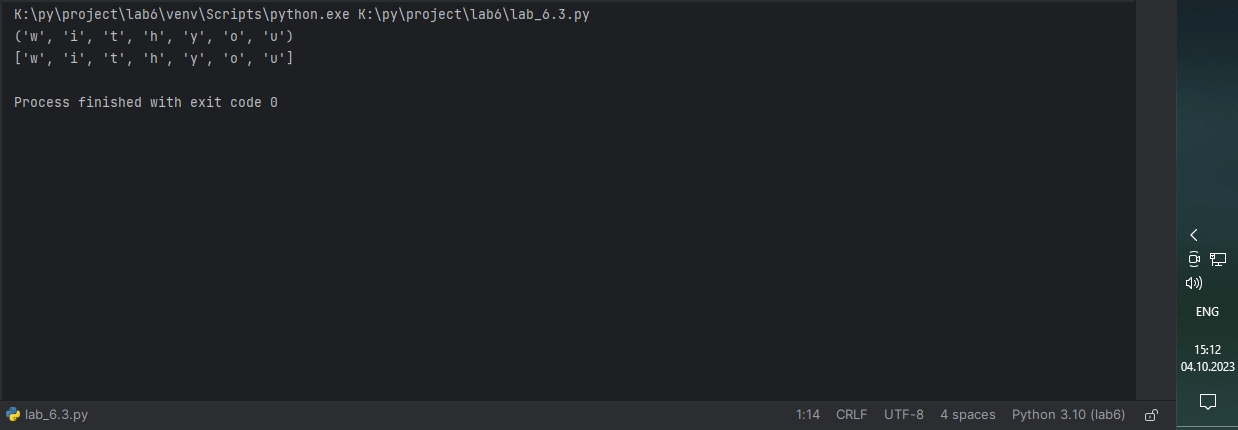 K:\py\project\lab6\venv\Scripts\python.exe K:\py\project\lab6\lab_6.3.py
('w', 'i', 't', 'h', 'y', 'o', 'u')
['w', 'i', 't', 'h', 'y', 'o', 'u']
Process finished with exit code 0
ENG
15:12
04.10.2023
lab_6.3.py 1:14 CRLF UTF-8 4 spaces Python 3.10 (lab6)